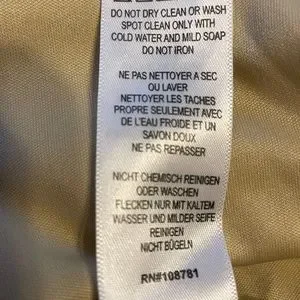 DO NOT DRY CLEAN OR WASH
SPOT CLEAN ONLY WITH
COLD WATER AND MILD SOAP
DO NOT IRON
NE PAS NETTOYER A SEC
OU LAVER
NETTOYER LES TACHES
PROPRE SEULEMENT AVEC
DE L'EAU FROIDE ET UN
SAVON DOUX
NE PAS REPASSER
NICHT CHEMISCH REINIGEN
ODER WASCHEN
FLECKEN NUR MIT KALTEM
WASSER UND MILDER SEIFE
REINIGEN
NICHT BÜGELN
RN#108781